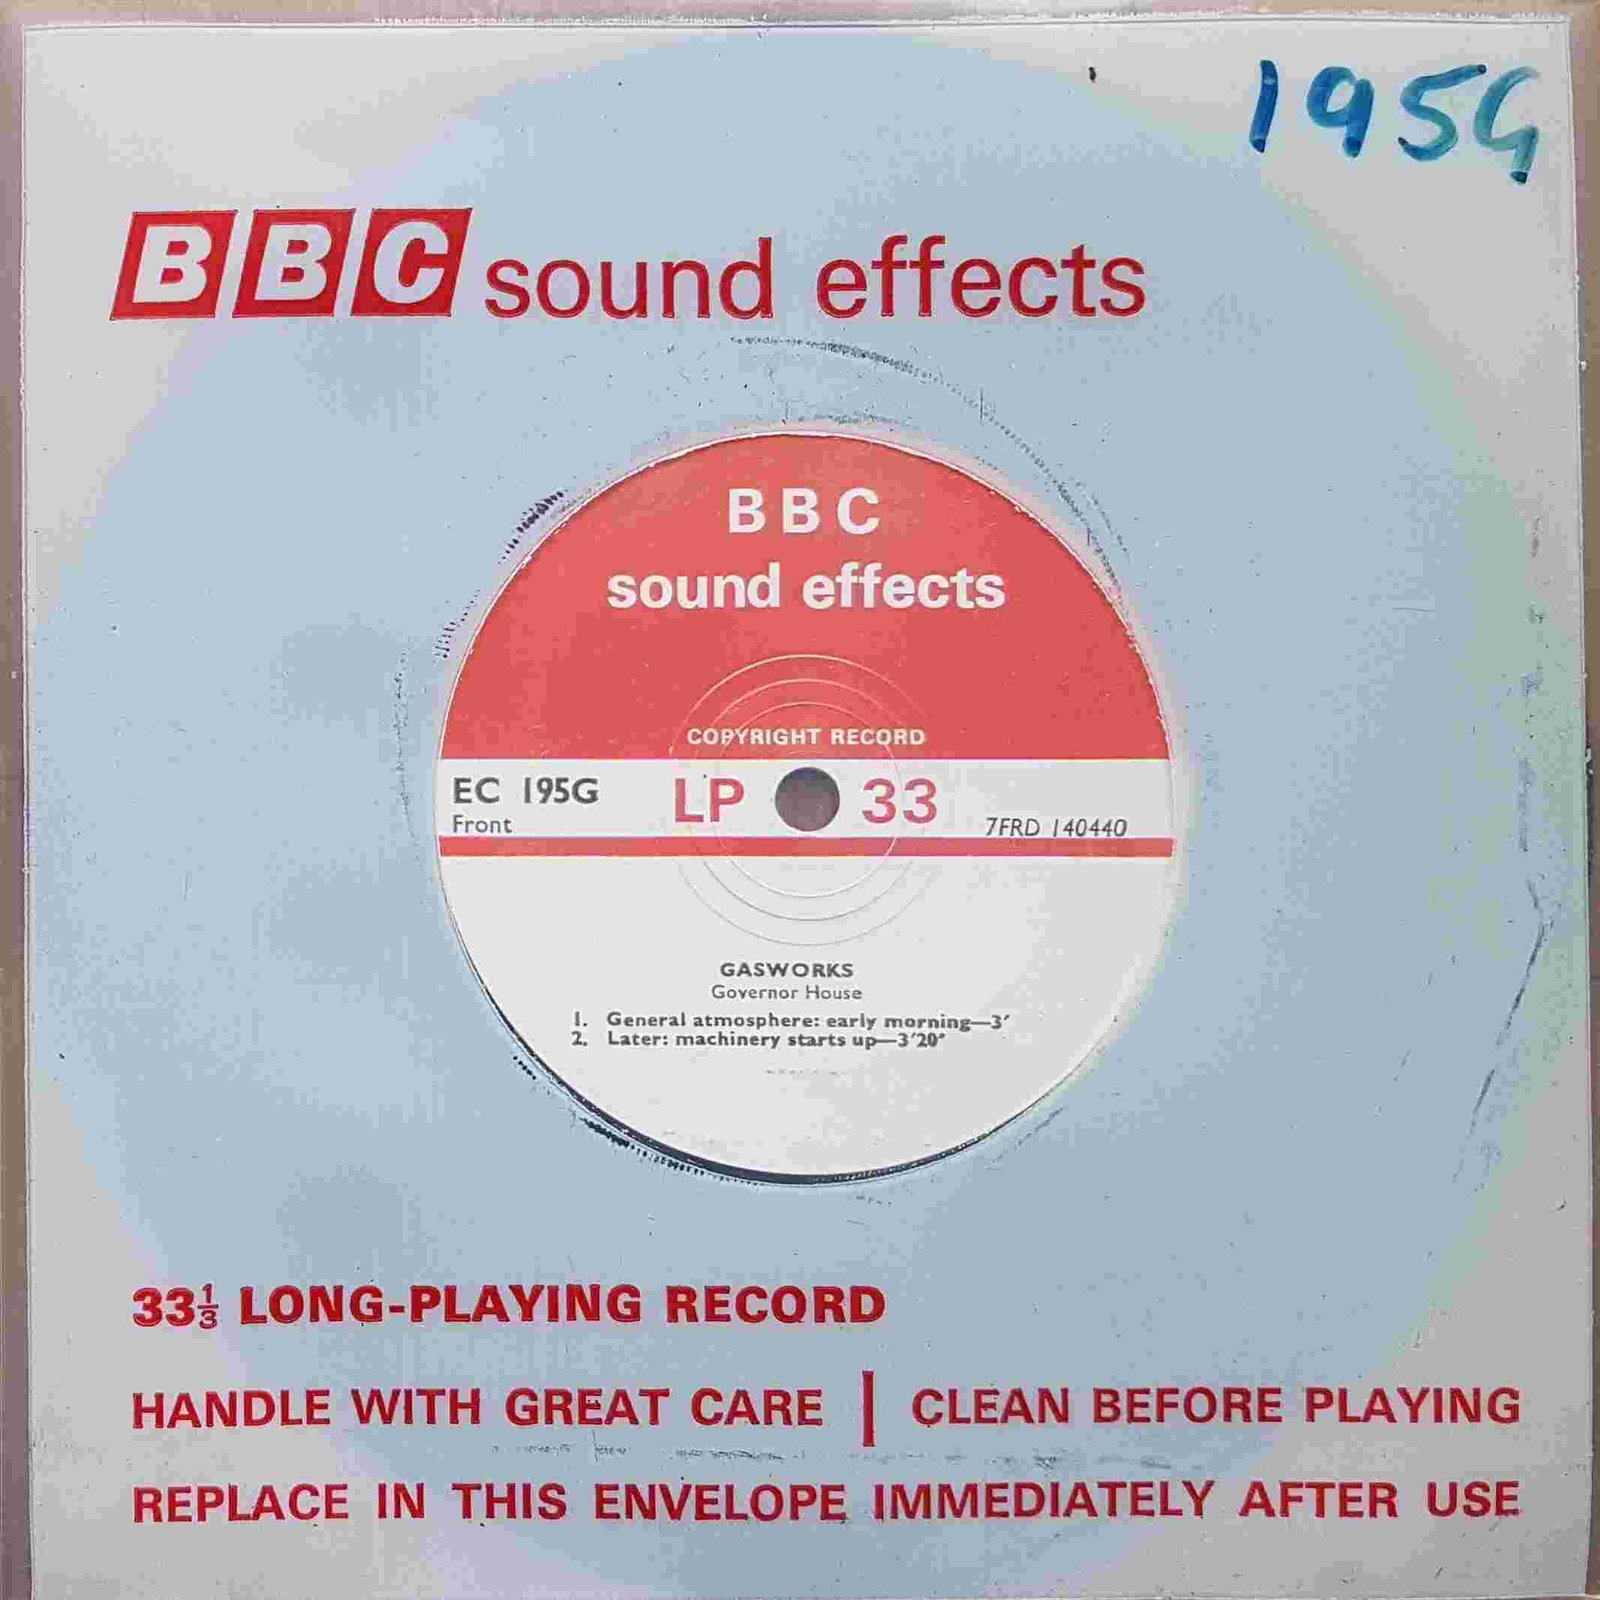 195G
BBC sound effects
BBC
sound effects
COPYRIGHT RECORD
EC 195G LP 33
Front 7FRD 140440
GASWORKS
Governor House
1. General atmosphere: early morning—3′
2. Later: machinery starts up—3′20″
33⅓ LONG-PLAYING RECORD
HANDLE WITH GREAT CARE | CLEAN BEFORE PLAYING
REPLACE IN THIS ENVELOPE IMMEDIATELY AFTER USE